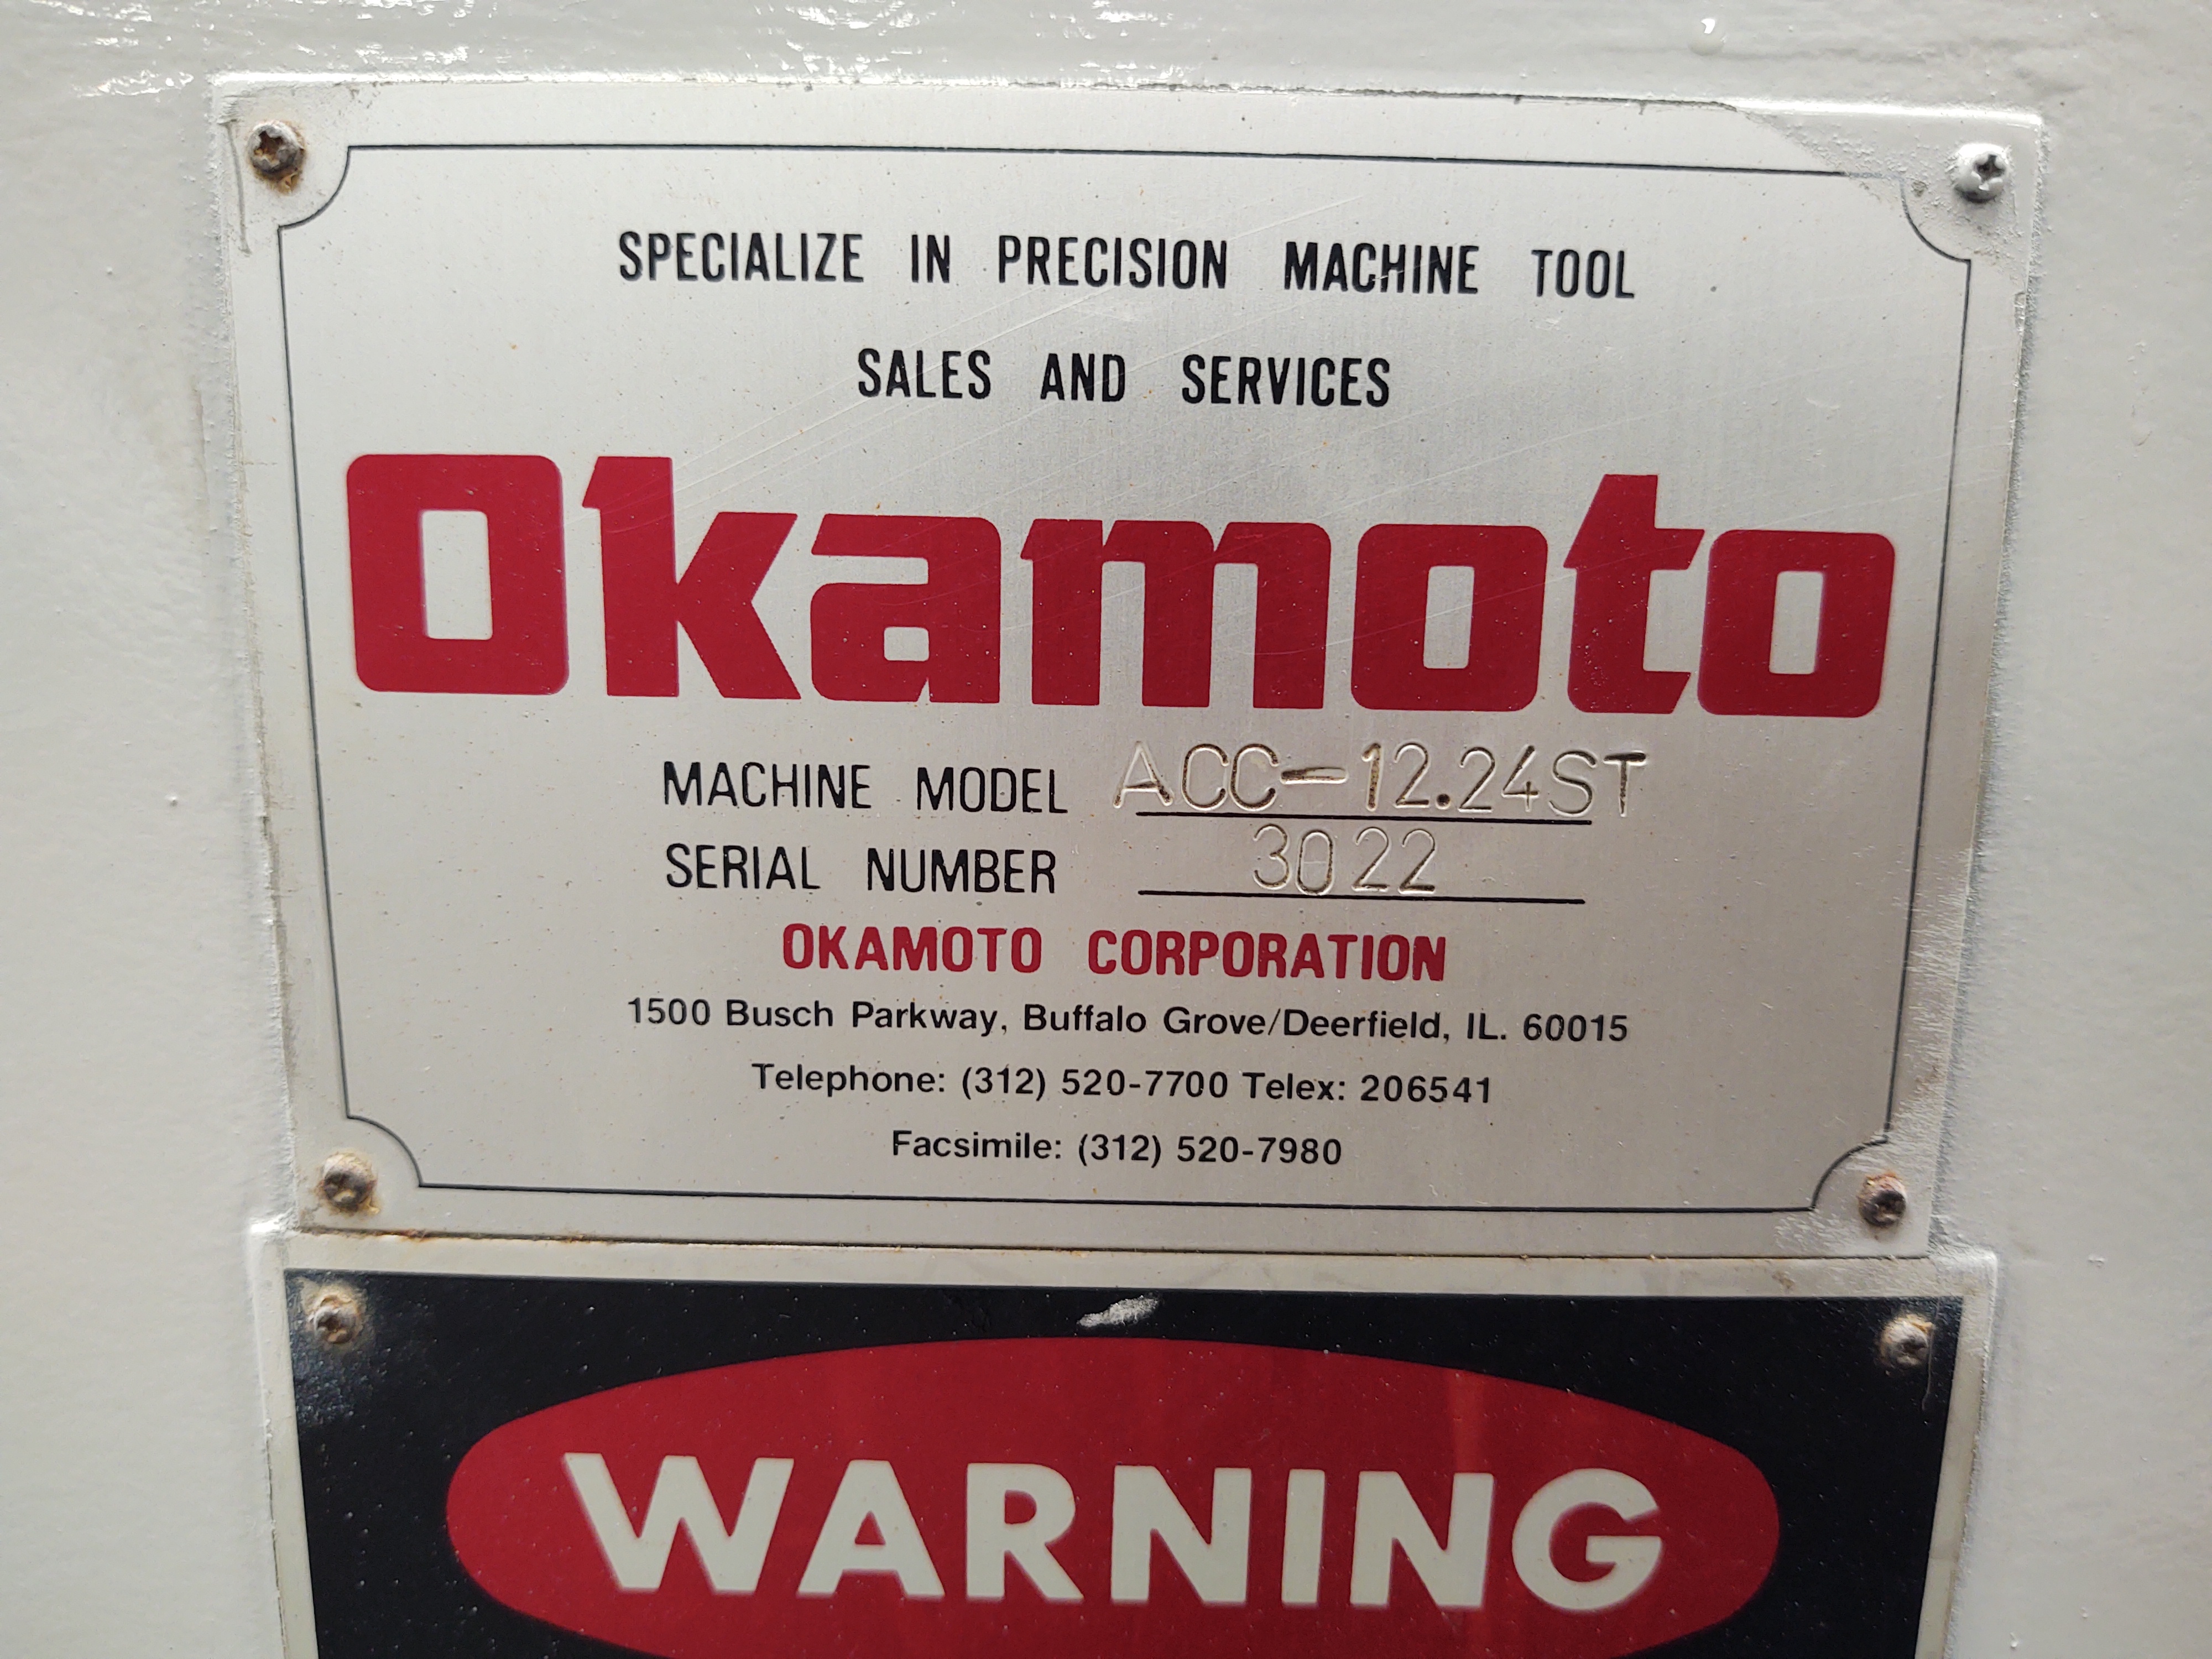 SPECIALIZE IN PRECISION MACHINE TOOL
SALES AND SERVICES
Okamoto
MACHINE MODEL ACC-12.24ST
SERIAL NUMBER 3022
OKAMOTO CORPORATION
1500 Busch Parkway, Buffalo Grove/Deerfield, IL. 60015
Telephone: (312) 520-7700 Telex: 206541
Facsimile: (312) 520-7980
WARNING